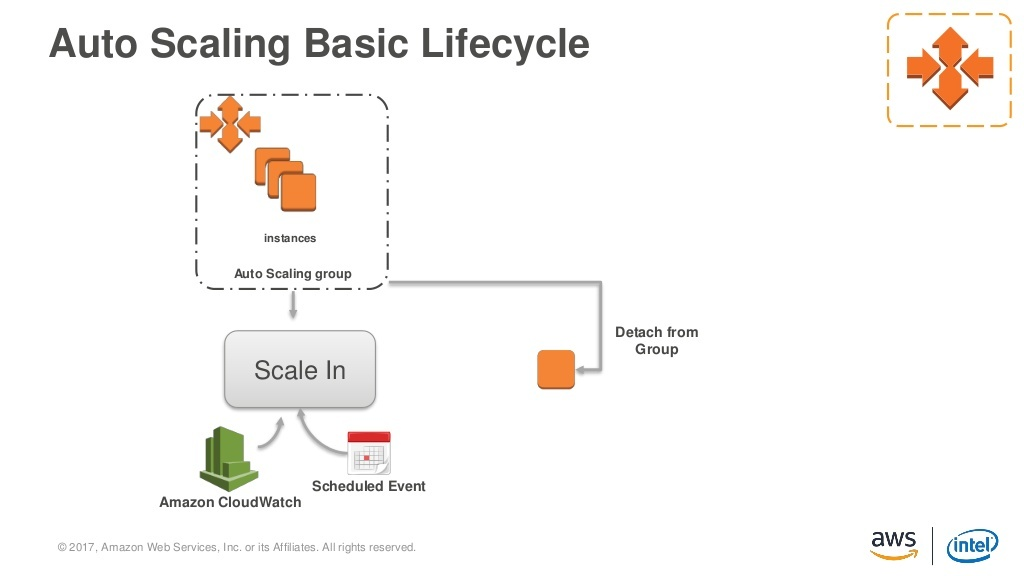 Auto Scaling Basic Lifecycle
instances
Auto Scaling group
Detach from
Group
Scale In
Scheduled Event
Amazon CloudWatch
© 2017, Amazon Web Services, Inc. or its Affiliates. All rights reserved.
aws
intel